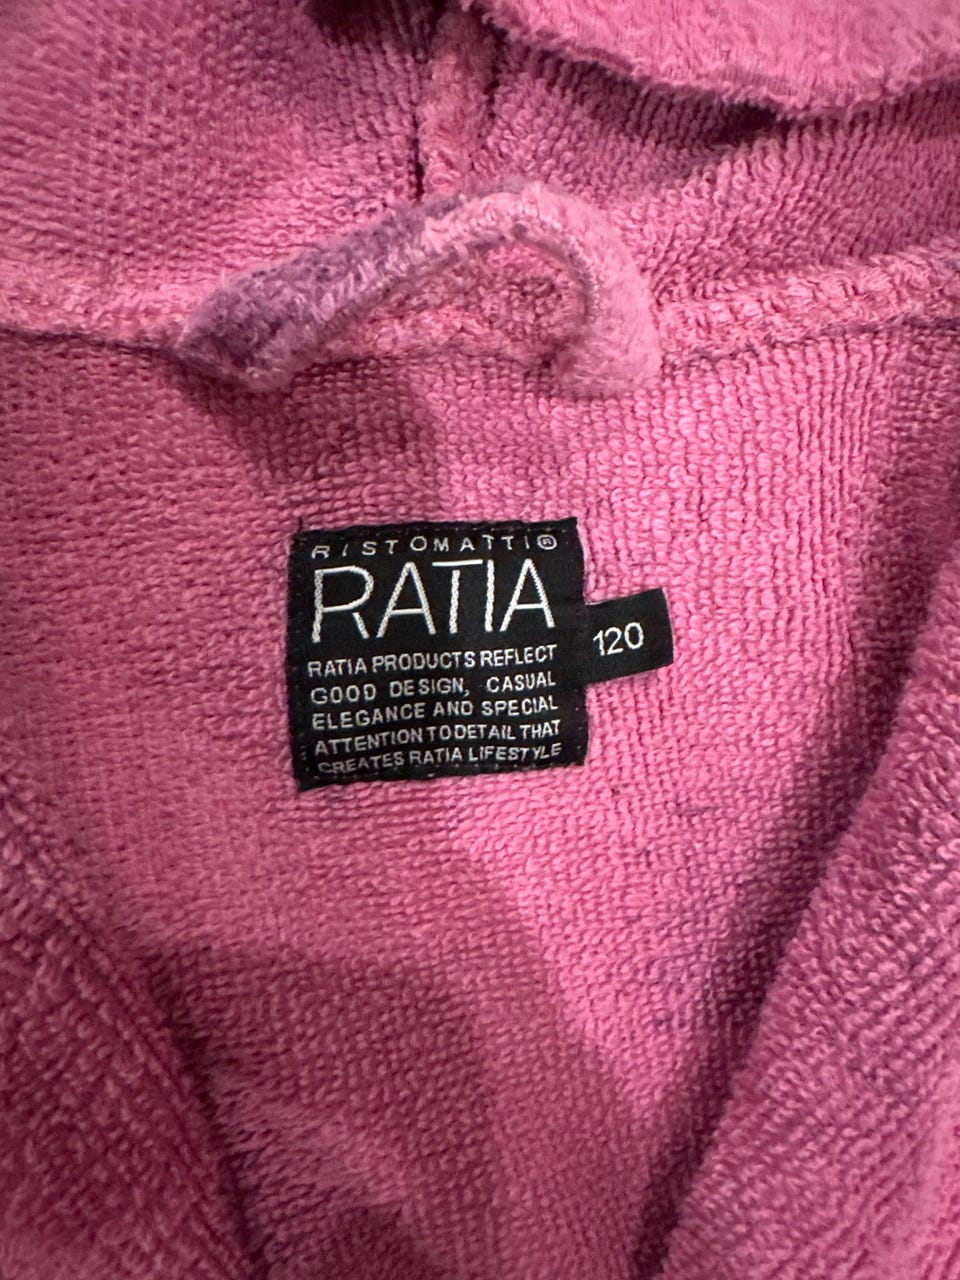 RISTOMATTI®
RATIA
RATIA PRODUCTS REFLECT
GOOD DESIGN, CASUAL
ELEGANCE AND SPECIAL
ATTENTION TO DETAIL THAT
CREATES RATIA LIFESTYLE
120